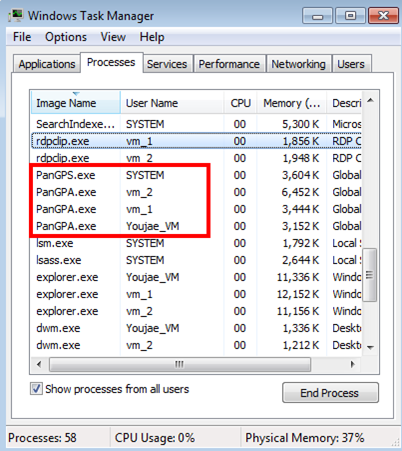 Windows Task Manager
File Options View Help
Applications Processes Services Performance Networking Users
Image Name User Name CPU Memory (... Descri
SearchIndexe... SYSTEM 00 5,300 K Micros
rdpclip.exe vm_1 00 1,856 K RDP C
rdpclip.exe vm_2 00 1,948 K RDP C
PanGPS.exe SYSTEM 00 3,604 K Global
PanGPA.exe vm_2 00 6,452 K Global
PanGPA.exe vm_1 00 3,444 K Global
PanGPA.exe Youjae_VM 00 3,152 K Global
lsm.exe SYSTEM 00 1,792 K Local S
lsass.exe SYSTEM 00 2,644 K Local S
explorer.exe Youjae_VM 00 11,336 K Windo
explorer.exe vm_1 00 12,152 K Windo
explorer.exe vm_2 00 11,156 K Windo
dwm.exe Youjae_VM 00 1,336 K Deskt
dwm.exe vm_2 00 1,212 K Deskt
Show processes from all users End Process
Processes: 58 CPU Usage: 0% Physical Memory: 37%